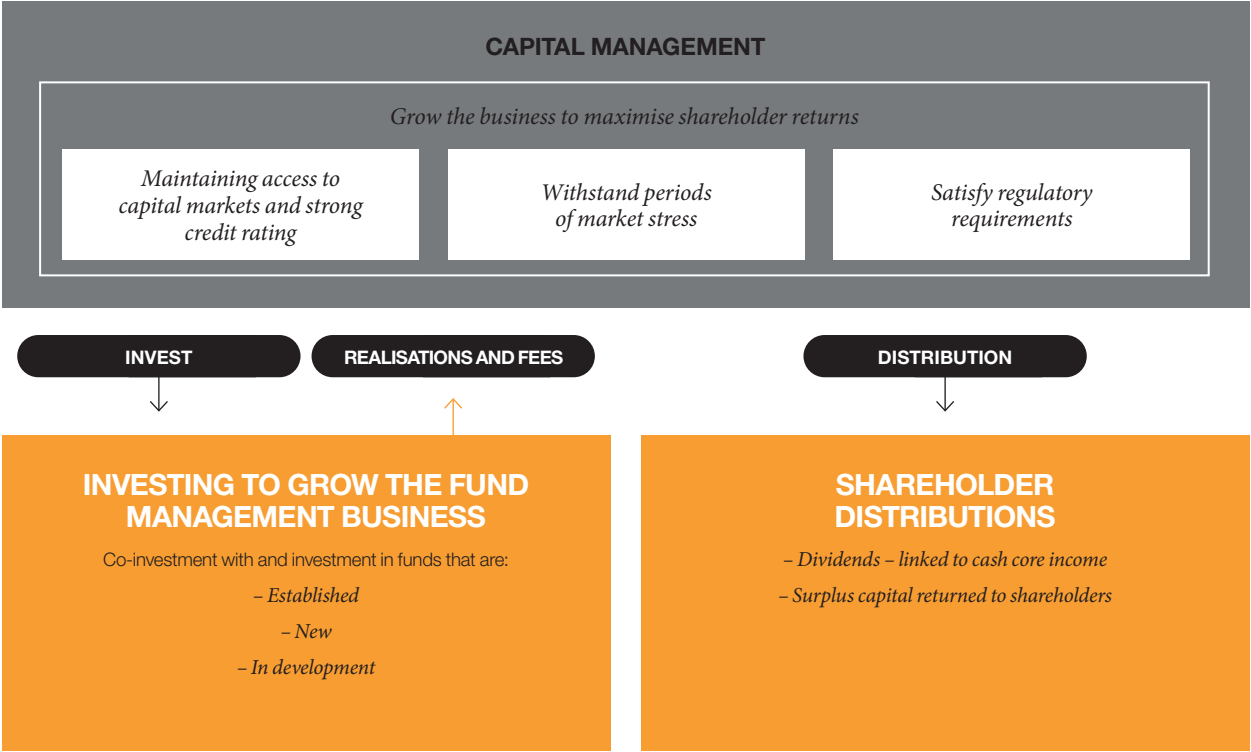 CAPITAL MANAGEMENT
Grow the business to maximise shareholder returns
Maintaining access to
capital markets and strong
credit rating
Withstand periods
of market stress
Satisfy regulatory
requirements
INVEST
REALISATIONS AND FEES
DISTRIBUTION
INVESTING TO GROW THE FUND
MANAGEMENT BUSINESS
Co-investment with and investment in funds that are:
– Established
– New
– In development
SHAREHOLDER
DISTRIBUTIONS
– Dividends – linked to cash core income
– Surplus capital returned to shareholders